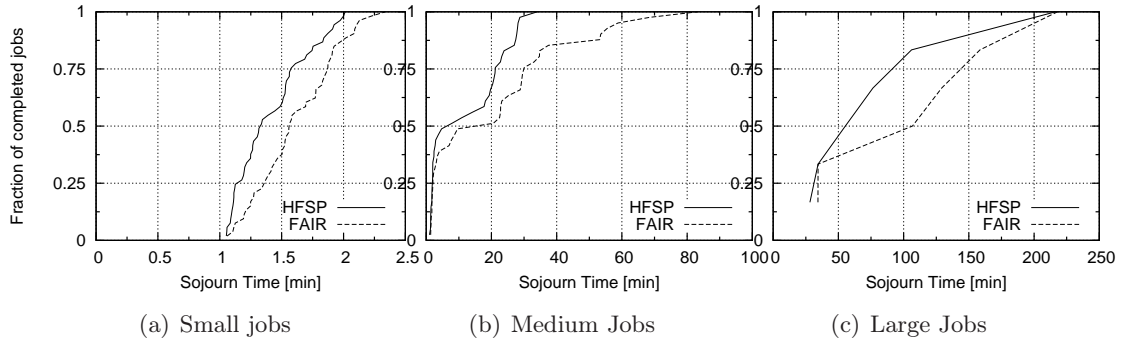 Fraction of completed jobs
1
0.75
0.5
0.25
0
0 0.5 1 1.5 2 2.5
HFSP
FAIR
Sojourn Time [min]
(a) Small jobs
1
0.75
0.5
0.25
0
0 20 40 60 80 100
HFSP
FAIR
Sojourn Time [min]
(b) Medium Jobs
1
0.75
0.5
0.25
0
0 50 100 150 200 250
HFSP
FAIR
Sojourn Time [min]
(c) Large Jobs